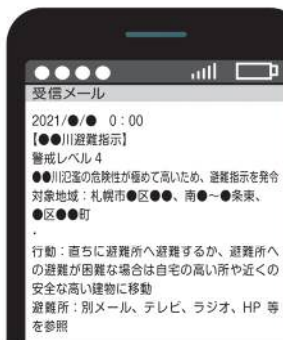 受信メール
2021/●/●　0：00
【●●川避難指示】
警戒レベル４
●●川氾濫の危険性が極めて高いため、避難指示を発令
対象地域：札幌市●区●●、南●～●条東、
●区●●町
・
行動：直ちに避難所へ避難するか、避難所へ
の避難が困難な場合は自宅の高い所や近くの
安全な高い建物に移動
避難所：別メール、テレビ、ラジオ、HP 等
を参照